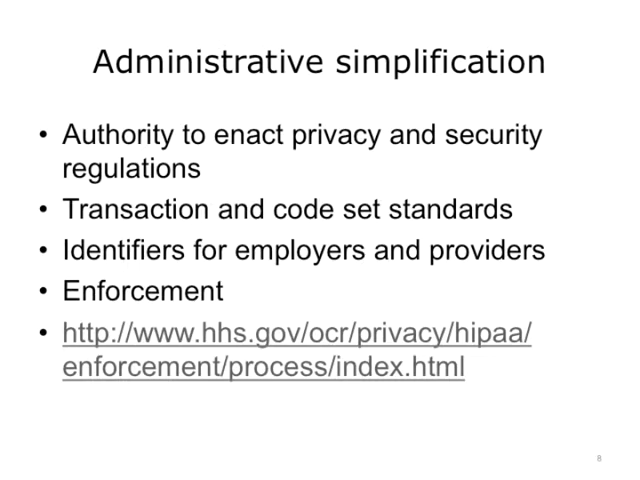 Administrative simplification
• Authority to enact privacy and security
regulations
• Transaction and code set standards
• Identifiers for employers and providers
• Enforcement
• http://www.hhs.gov/ocr/privacy/hipaa/
enforcement/process/index.html
8